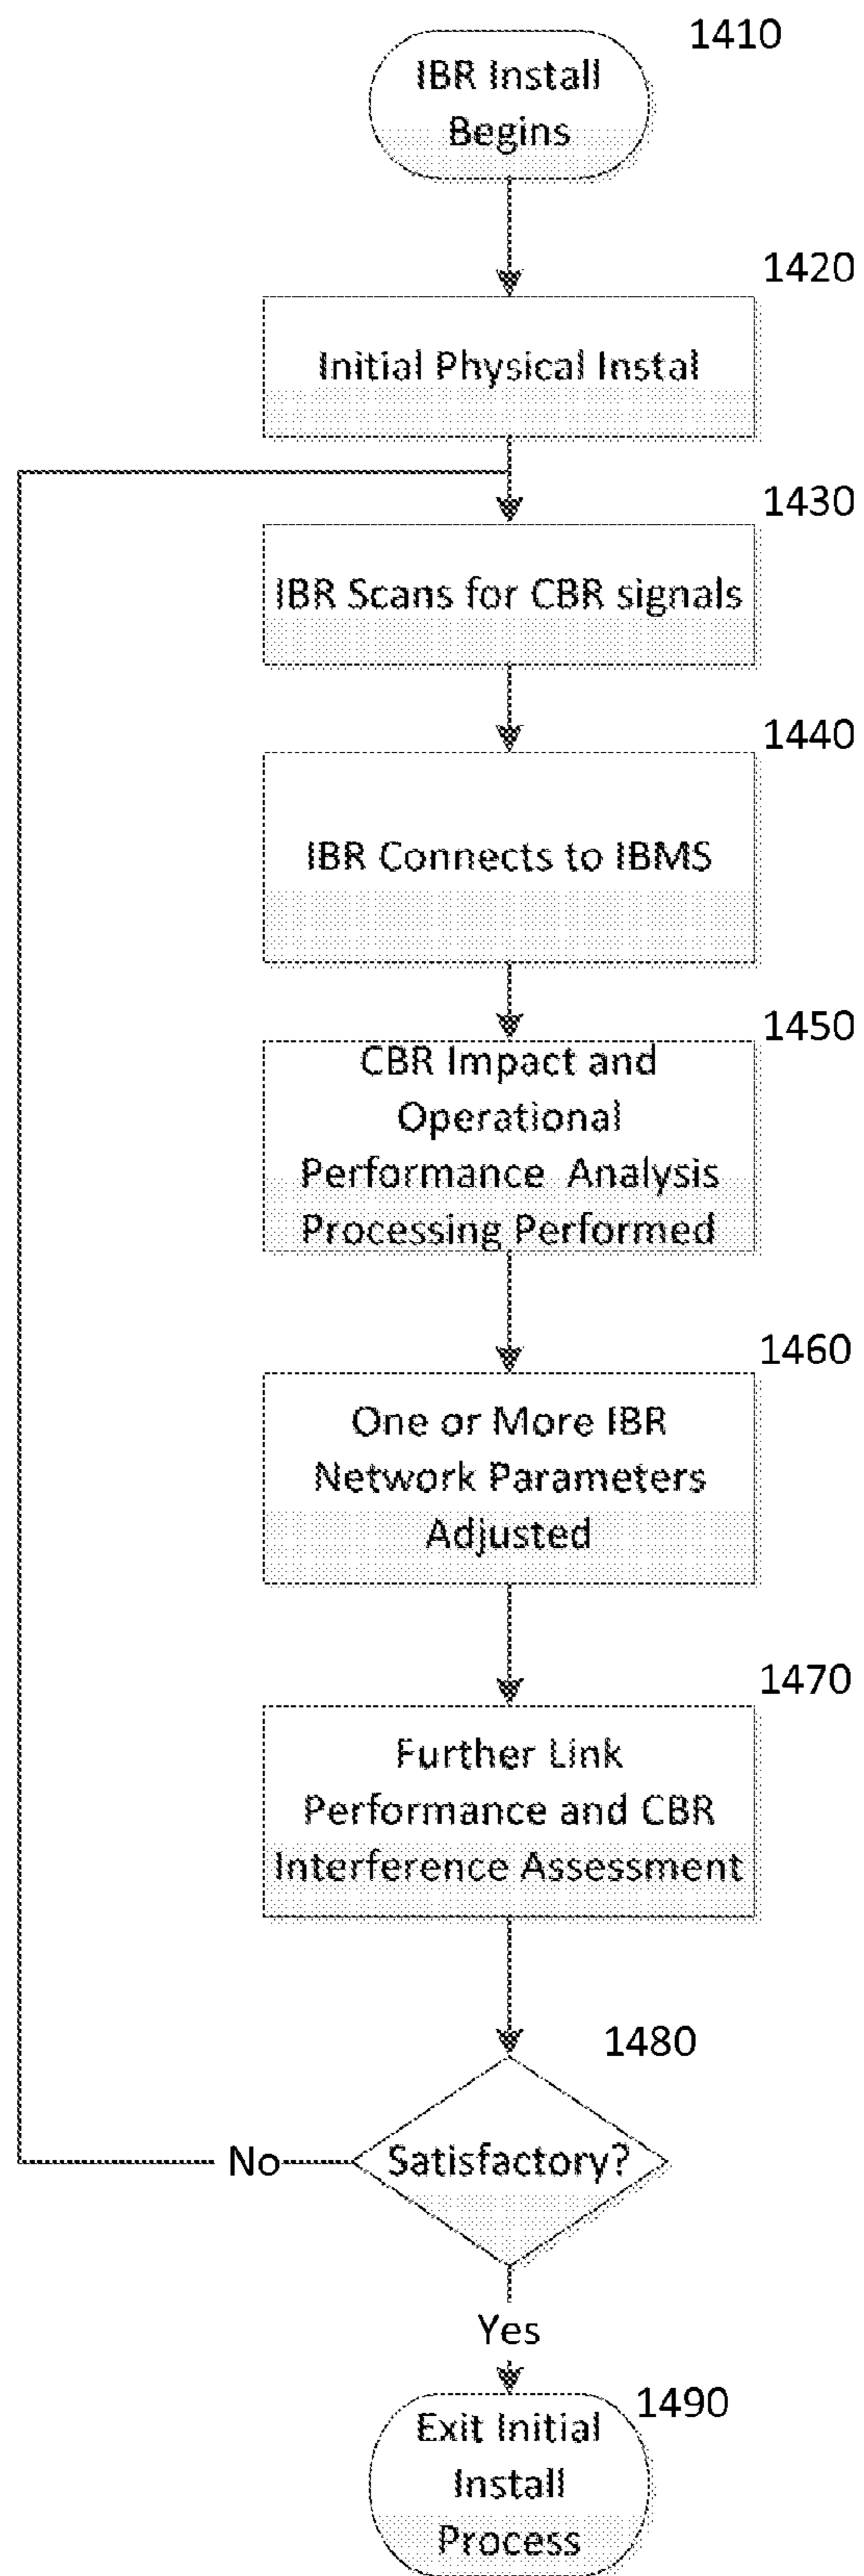 1410
IBR Install
Begins
1420
Initial Physical Instal
1430
IBR Scans for CBR signals
1440
IBR Connects to IBMS
1450
CBR Impact and
Operational
Performance Analysis
Processing Performed
1460
One or More IBR
Network Parameters
Adjusted
1470
Further Link
Performance and CBR
Interference Assessment
1480
No
Satisfactory?
Yes
1490
Exit Initial
Install
Process